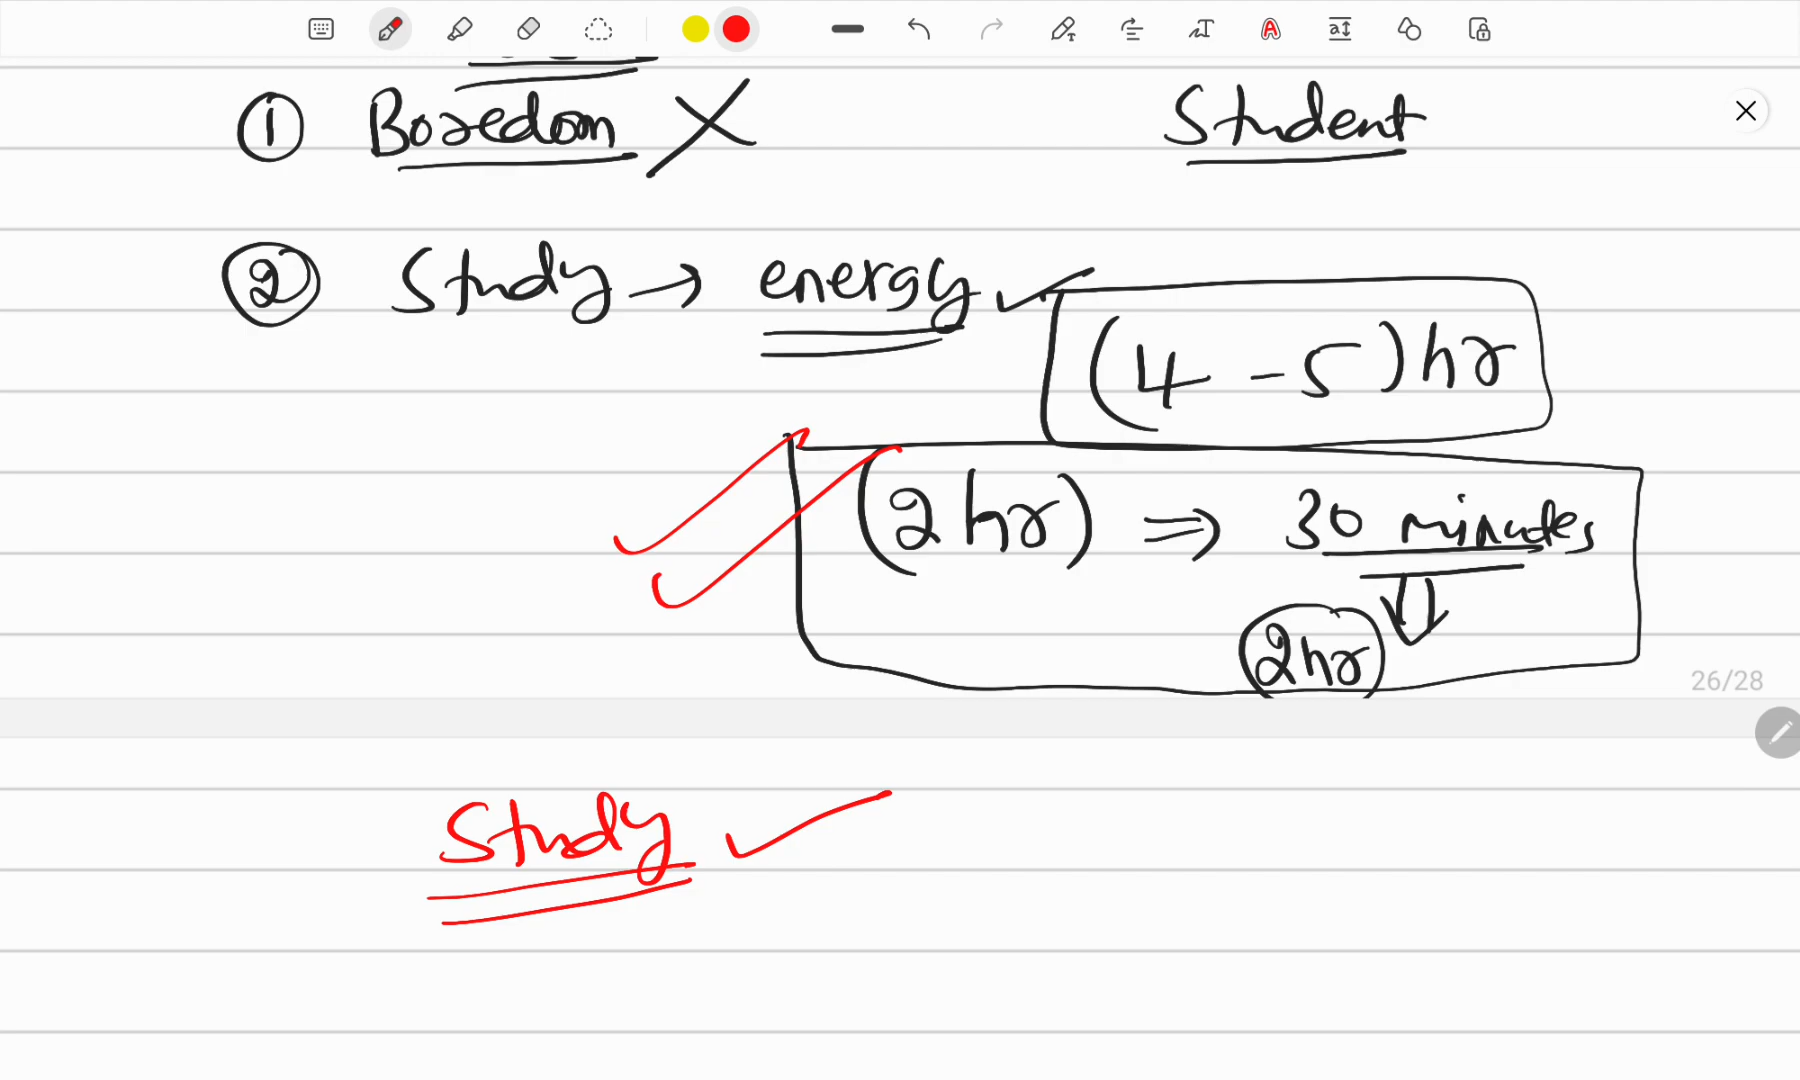 ① Boredom X Student
② Study → energy ✓
(4-5) hr
(2 hr) ⇒ 30 minutes
2hr
26/28
Study ✓